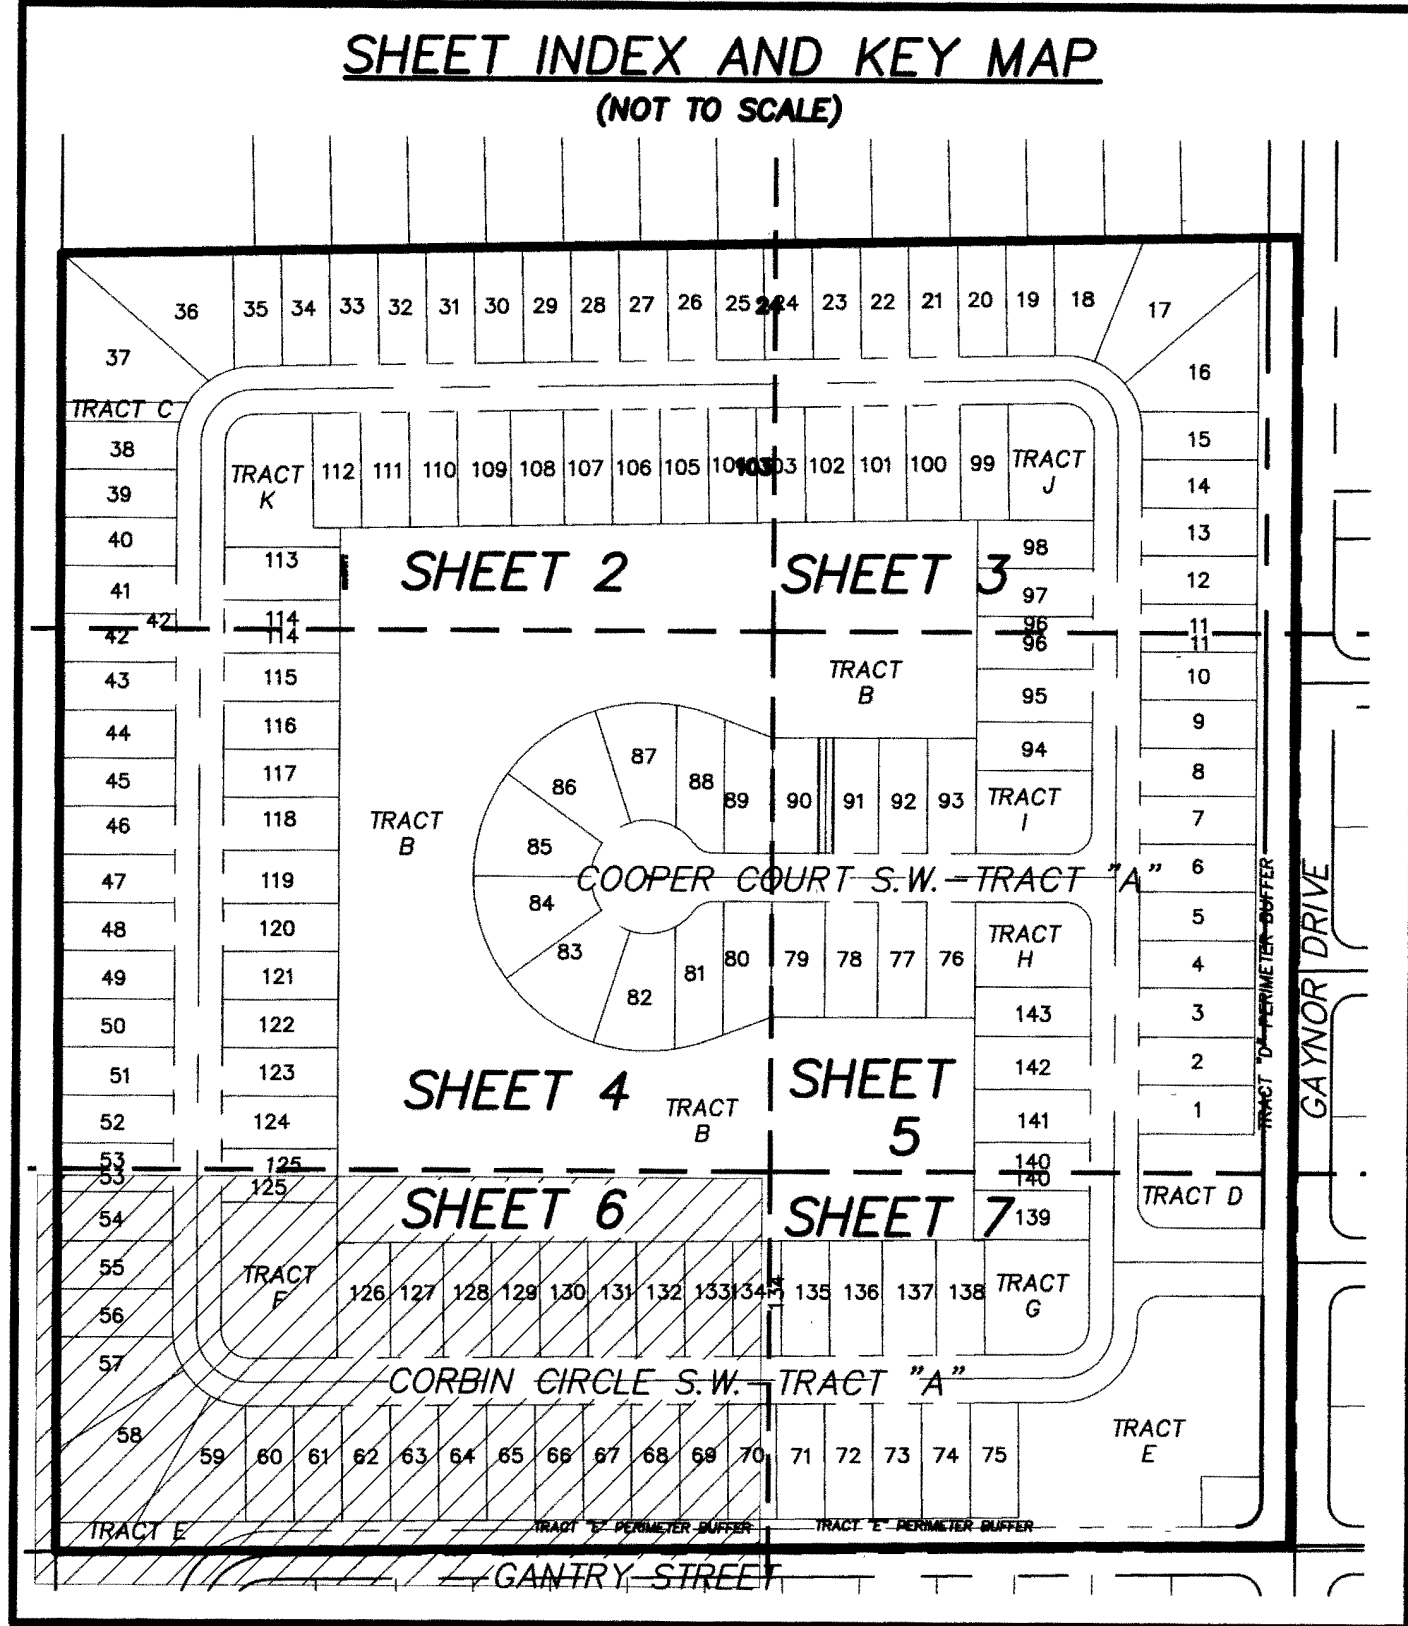 SHEET INDEX AND KEY MAP
(NOT TO SCALE)
36 35 34 33 32 31 30 29 28 27 26 25 24 24 23 22 21 20 19 18 17
37
16
TRACT C
38
39
40
41
42
42
43
44
45
46
47
48
49
50
51
52
53
53
54
55
56
57
58
TRACT
K
112 111 110 109 108 107 106 105 103 103 102 101 100 99
TRACT
J
15
14
13
12
11
11
10
9
8
7
6
5
4
3
2
1
113
114
114
115
116
117
118
119
120
121
122
123
124
125
125
SHEET 2
SHEET 3
98
97
96
96
95
94
TRACT
B
TRACT
I
TRACT
B
87
86
88
89
90 91 92 93
85
COOPER COURT S.W.-TRACT "A"
84
83
82
81
80
79 78 77 76
TRACT
H
143
142
141
140
140
139
TRACT "D" PERIMETER BUFFER
GAYNOR DRIVE
SHEET 4
TRACT
B
SHEET
5
TRACT D
SHEET 6
SHEET 7
TRACT
F
126 127 128 129 130 131 132 133 134 134 135 136 137 138
TRACT
G
CORBIN CIRCLE S.W.-TRACT "A"
59 60 61 62 63 64 65 66 67 68 69 70 71 72 73 74 75
TRACT
E
TRACT E
TRACT "E" PERIMETER BUFFER
TRACT "E" PERIMETER BUFFER
GANTRY STREET